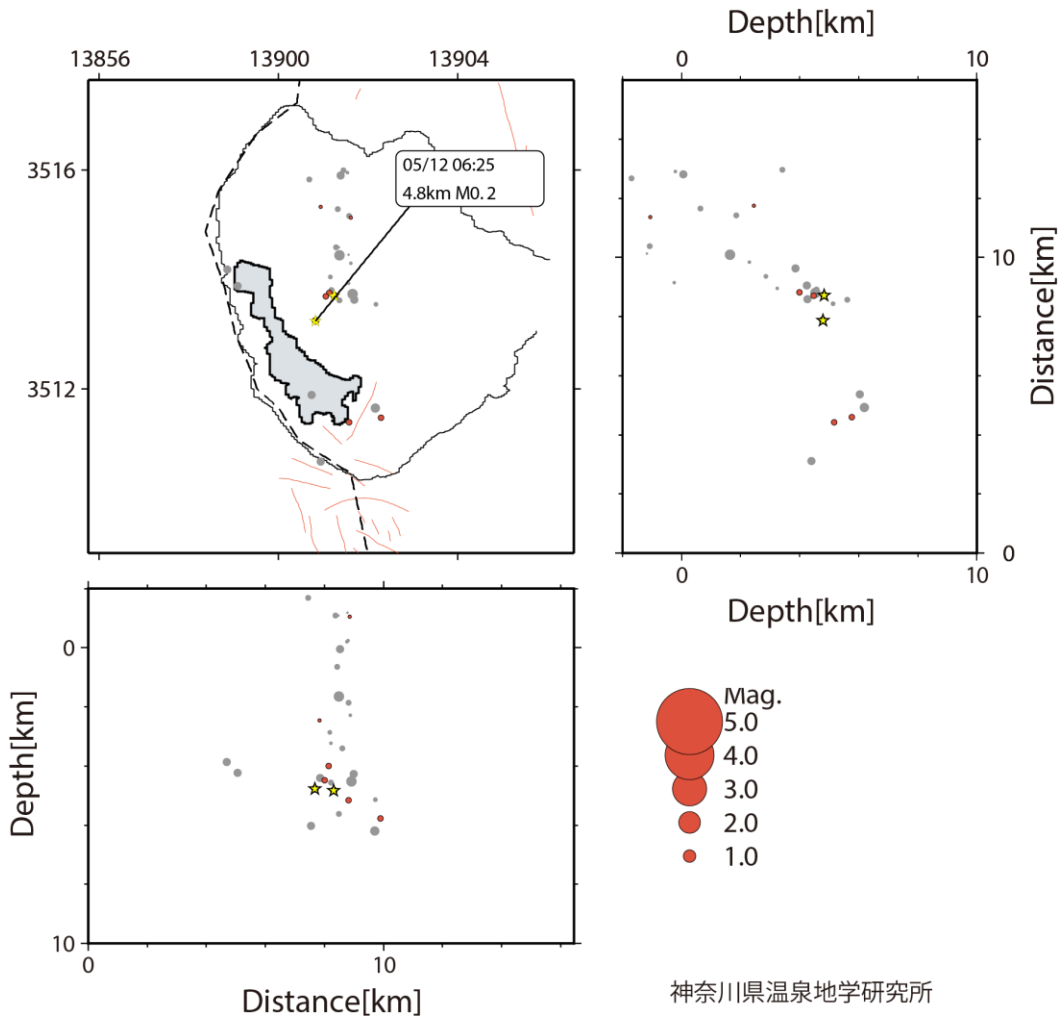 Depth[km]
13856 13900 13904
0 10
3516
05/12 06:25
4.8km M0.2
10
Distance[km]
3512
0
0 10
Depth[km]
0
Depth[km]
Mag.
5.0
4.0
3.0
2.0
1.0
10
0 10
Distance[km]
神奈川県温泉地学研究所